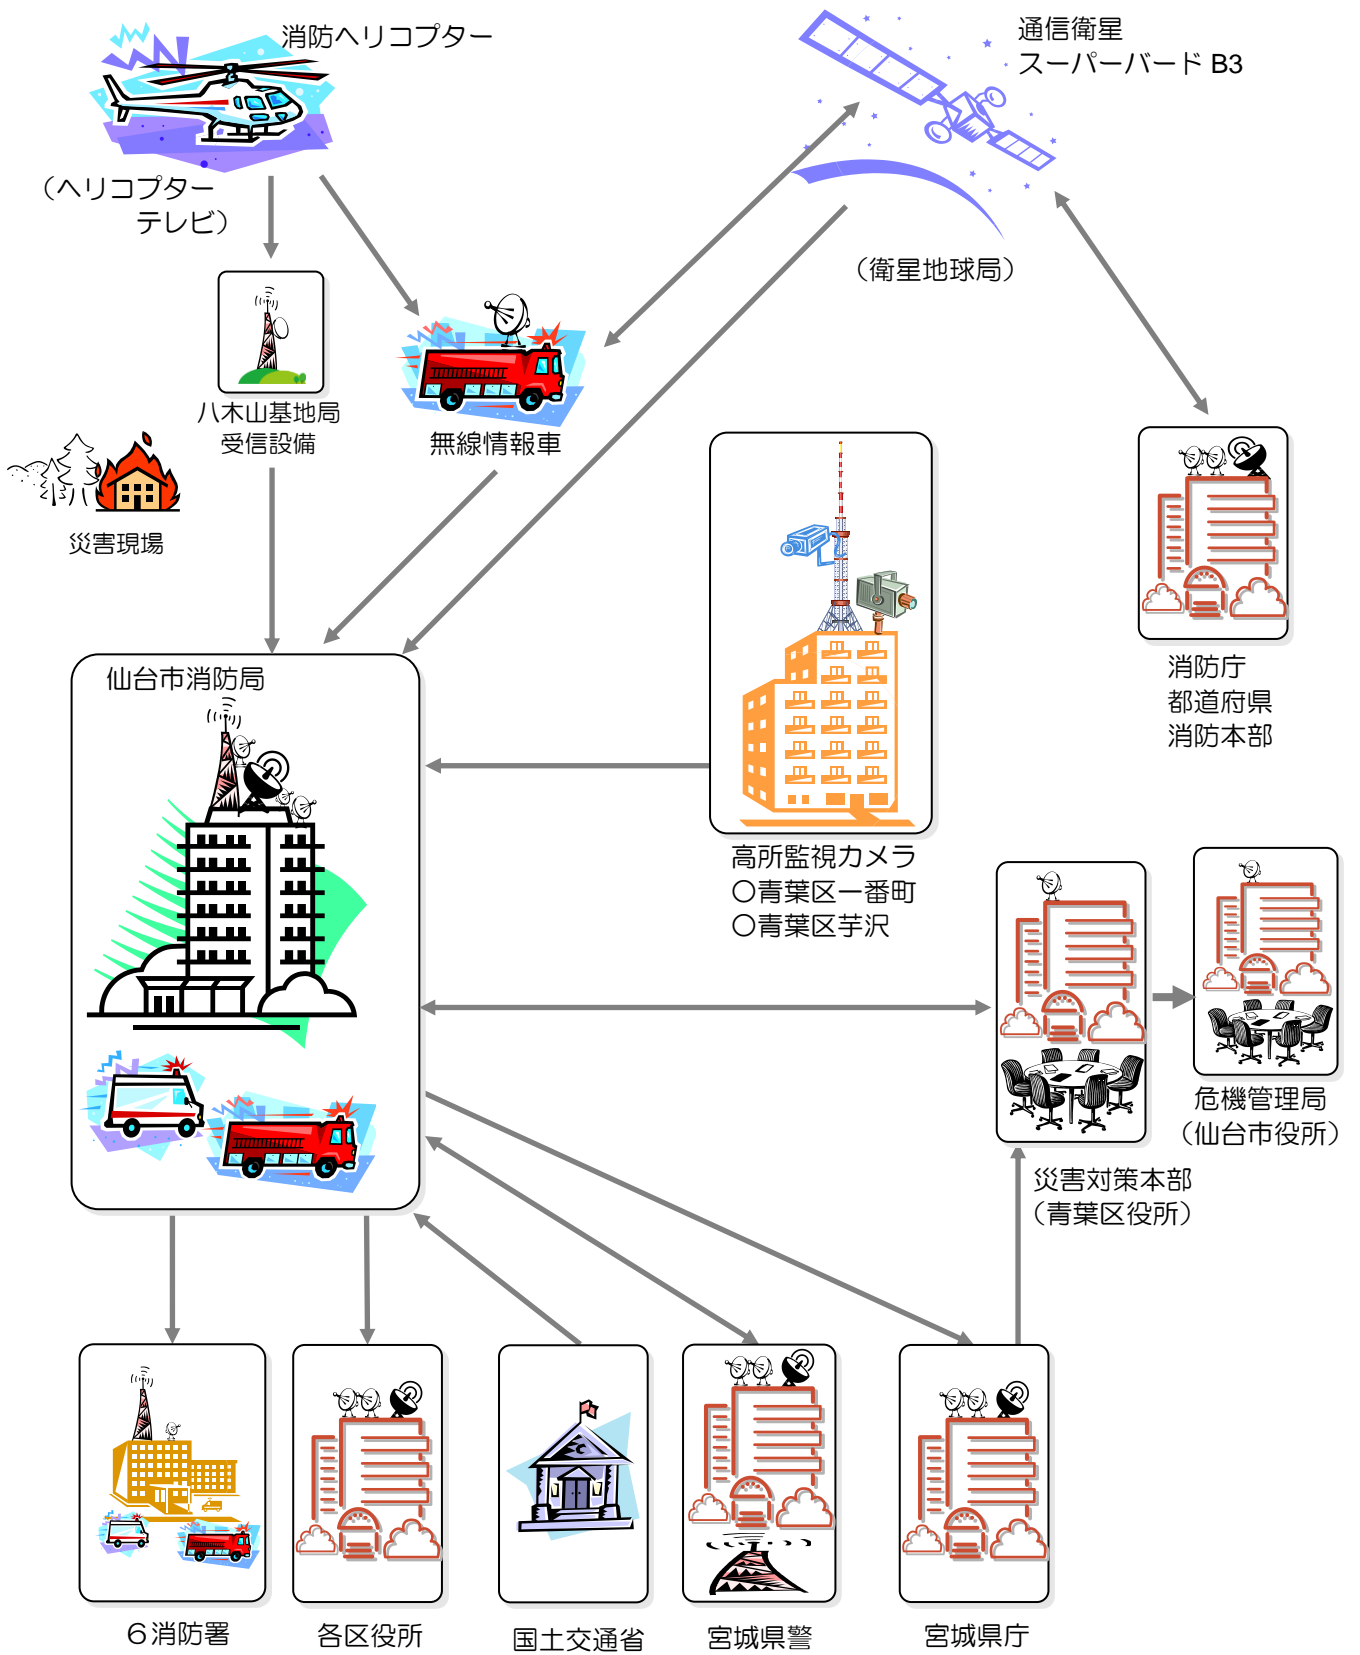 消防ヘリコプター
通信衛星
スーパーバード B3
（ヘリコプター
テレビ）
（衛星地球局）
八木山基地局
受信設備
無線情報車
災害現場
消防庁
都道府県
消防本部
仙台市消防局
高所監視カメラ
○青葉区一番町
○青葉区芋沢
危機管理局
（仙台市役所）
災害対策本部
（青葉区役所）
６消防署
各区役所
国土交通省
宮城県警
宮城県庁